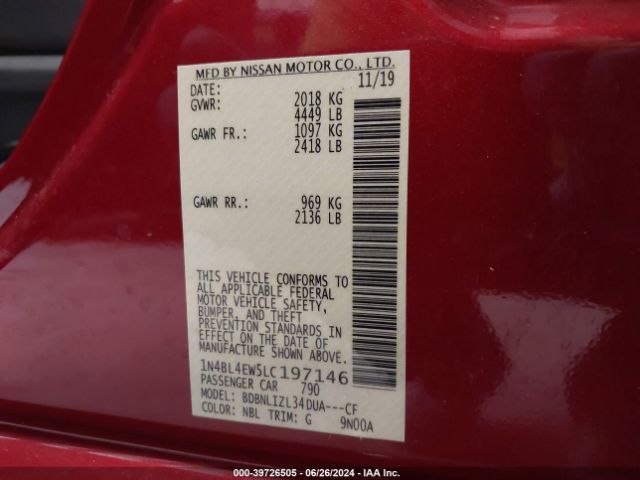 MFD BY NISSAN MOTOR CO., LTD.
DATE: 11/19
GVWR: 2018 KG
4449 LB
GAWR FR.: 1097 KG
2418 LB
GAWR RR.: 969 KG
2136 LB
THIS VEHICLE CONFORMS TO
ALL APPLICABLE FEDERAL
MOTOR VEHICLE SAFETY,
BUMPER, AND THEFT
PREVENTION STANDARDS IN
EFFECT ON THE DATE OF
MANUFACTURE SHOWN ABOVE.
1N4BL4EW5LC197146
PASSENGER CAR 790
MODEL: BDBNLIZL34DUA---CF
COLOR: NBL TRIM: G 9N00A
000-39726505 - 06/26/2024 - IAA Inc.